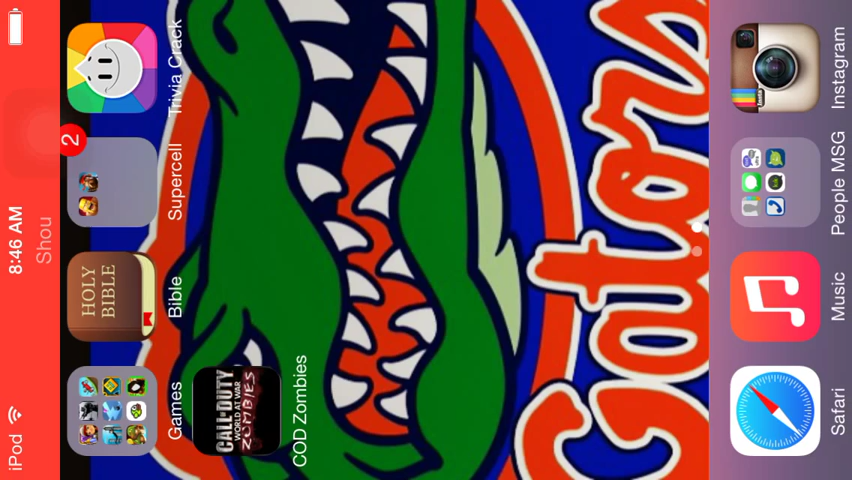 iPod 8:46 AM
Shou
2
HOLY
BIBLE
Games Bible Supercell Trivia Crack
CALL·DUTY
WORLD AT WAR
ZOMBIES
COD Zombies
Gators
Insta
Safari Music People MSG Instagram